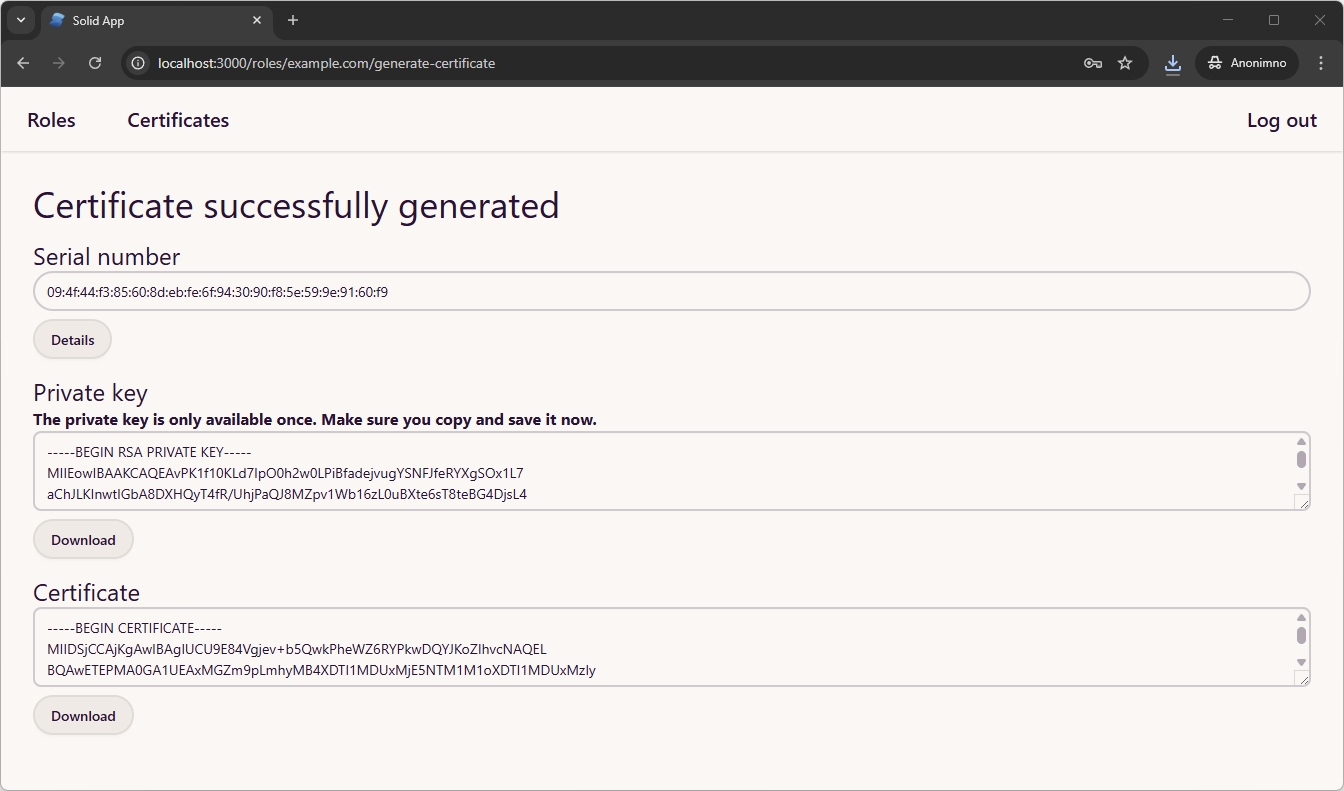 Solid App
localhost:3000/roles/example.com/generate-certificate
Anonimno
Roles
Certificates
Log out
Certificate successfully generated
Serial number
09:4f:44:f3:85:60:8d:eb:fe:6f:94:30:90:f8:5e:59:9e:91:60:f9
Details
Private key
The private key is only available once. Make sure you copy and save it now.
-----BEGIN RSA PRIVATE KEY-----
MIIEowIBAAKCAQEAvPK1f10KLd7IpO0h2w0LPiBfadejvugYSNFJfeRYXgSOx1L7
aChJLKlnwtIGbA8DXHQyT4fR/UhjPaQJ8MZpv1Wb16zL0uBXte6sT8teBG4DjsL4
Download
Certificate
-----BEGIN CERTIFICATE-----
MIIDSjCCAjKgAwIBAgIUCU9E84Vgjev+b5QwkPheWZ6RYPkwDQYJKoZIhvcNAQEL
BQAwETEPMA0GA1UEAxMGZm9pLmhyMB4XDTI1MDUxMjE5NTM1M1oXDTI1MDUxMzIy
Download